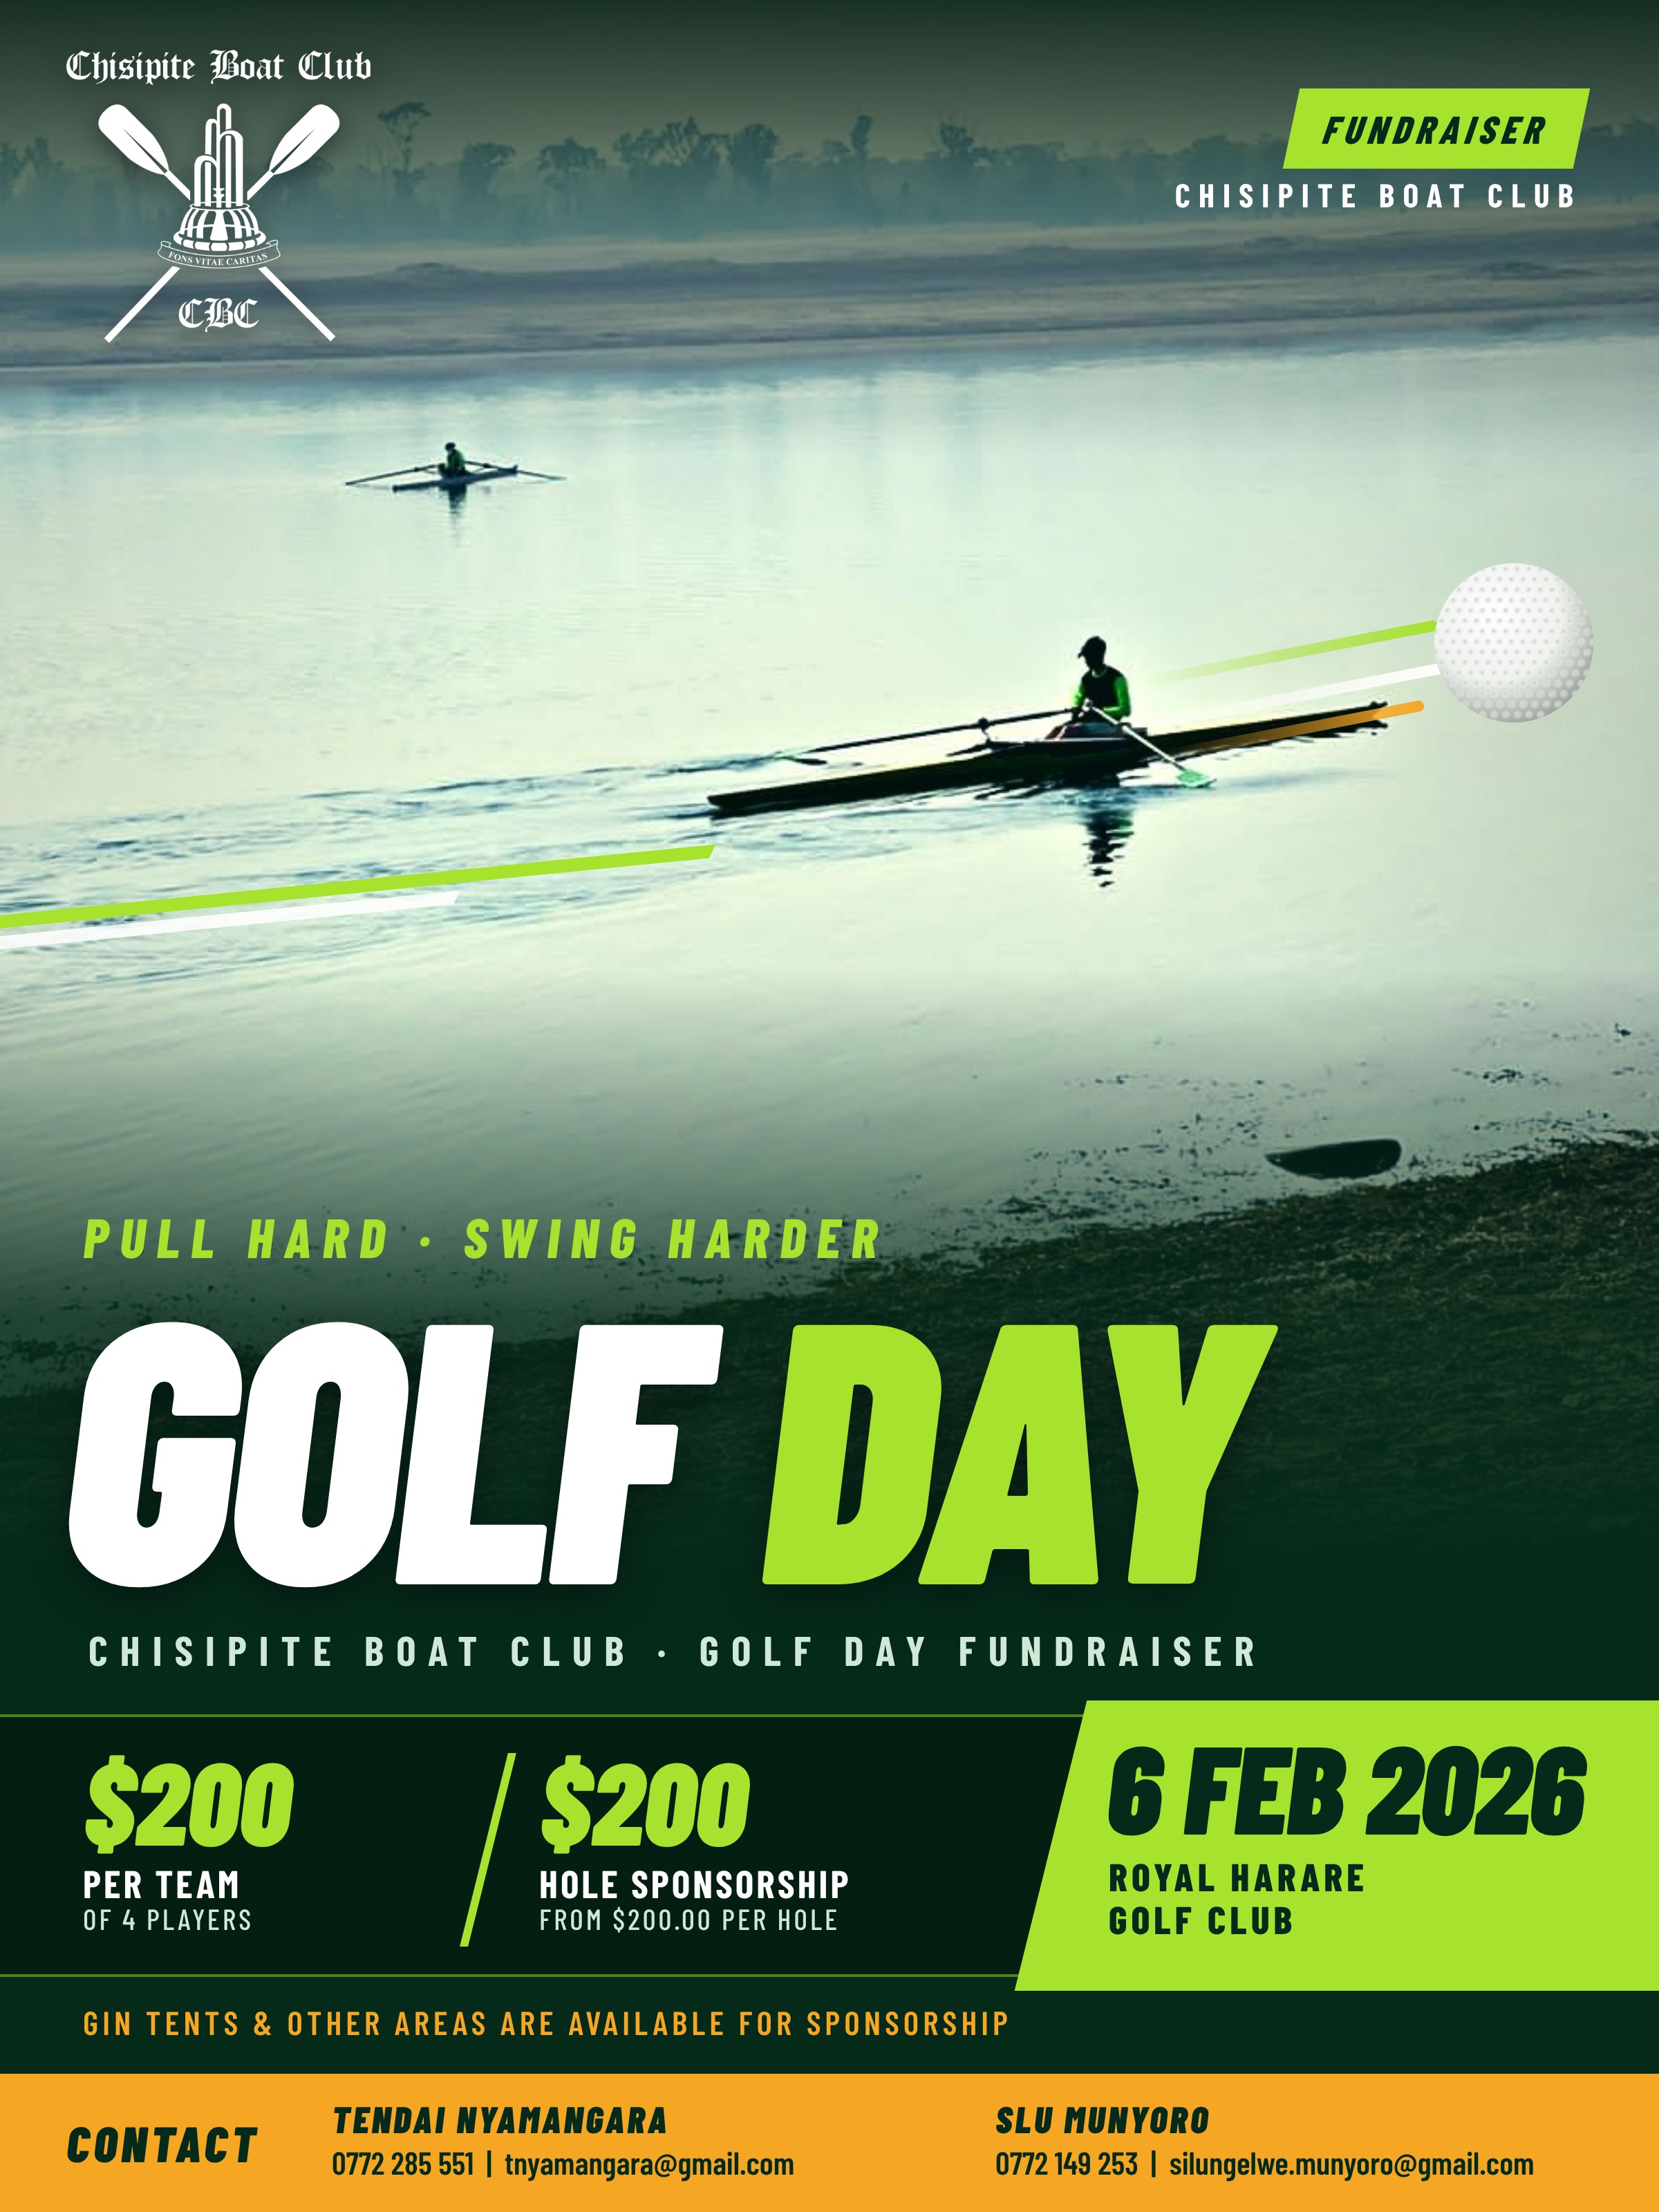 Chisipite Boat Club
FONS VITAE CARITAS
CBC
FUNDRAISER
CHISIPITE BOAT CLUB
PULL HARD · SWING HARDER
GOLF DAY
CHISIPITE BOAT CLUB · GOLF DAY FUNDRAISER
$200
PER TEAM
OF 4 PLAYERS
$200
HOLE SPONSORSHIP
FROM $200.00 PER HOLE
6 FEB 2026
ROYAL HARARE
GOLF CLUB
GIN TENTS & OTHER AREAS ARE AVAILABLE FOR SPONSORSHIP
CONTACT
TENDAI NYAMANGARA
0772 285 551 | tnyamangara@gmail.com
SLU MUNYORO
0772 149 253 | silungelwe.munyoro@gmail.com